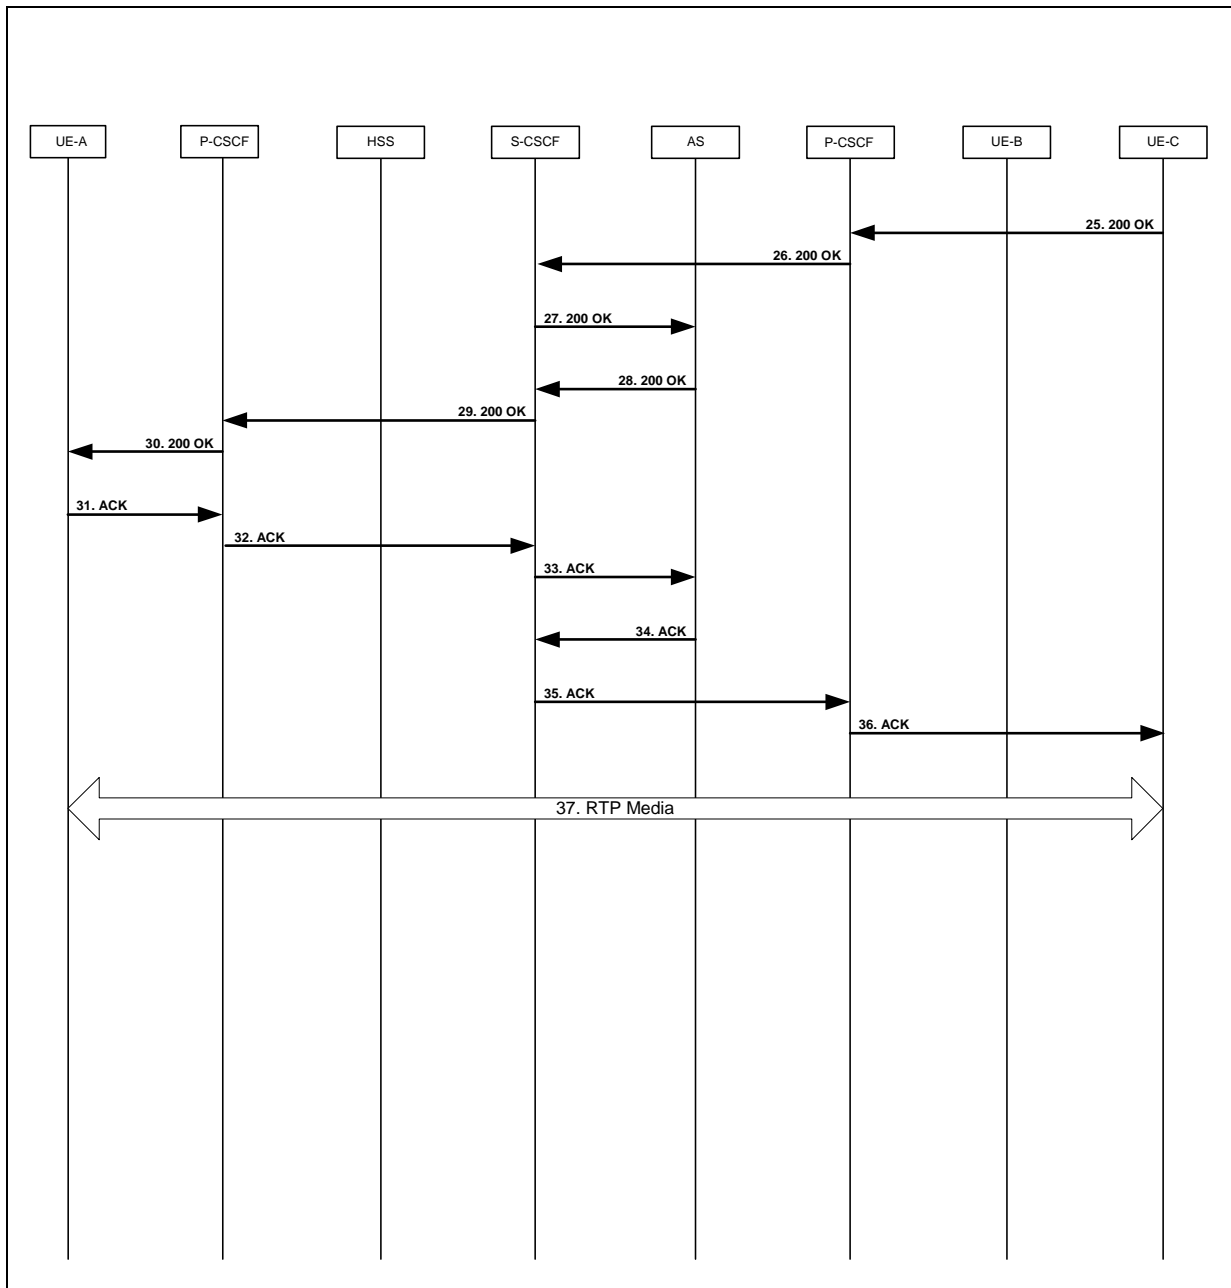 UE-A
P-CSCF
HSS
S-CSCF
AS
P-CSCF
UE-B
UE-C
25. 200 OK
26. 200 OK
27. 200 OK
28. 200 OK
29. 200 OK
30. 200 OK
31. ACK
32. ACK
33. ACK
34. ACK
35. ACK
36. ACK
37. RTP Media